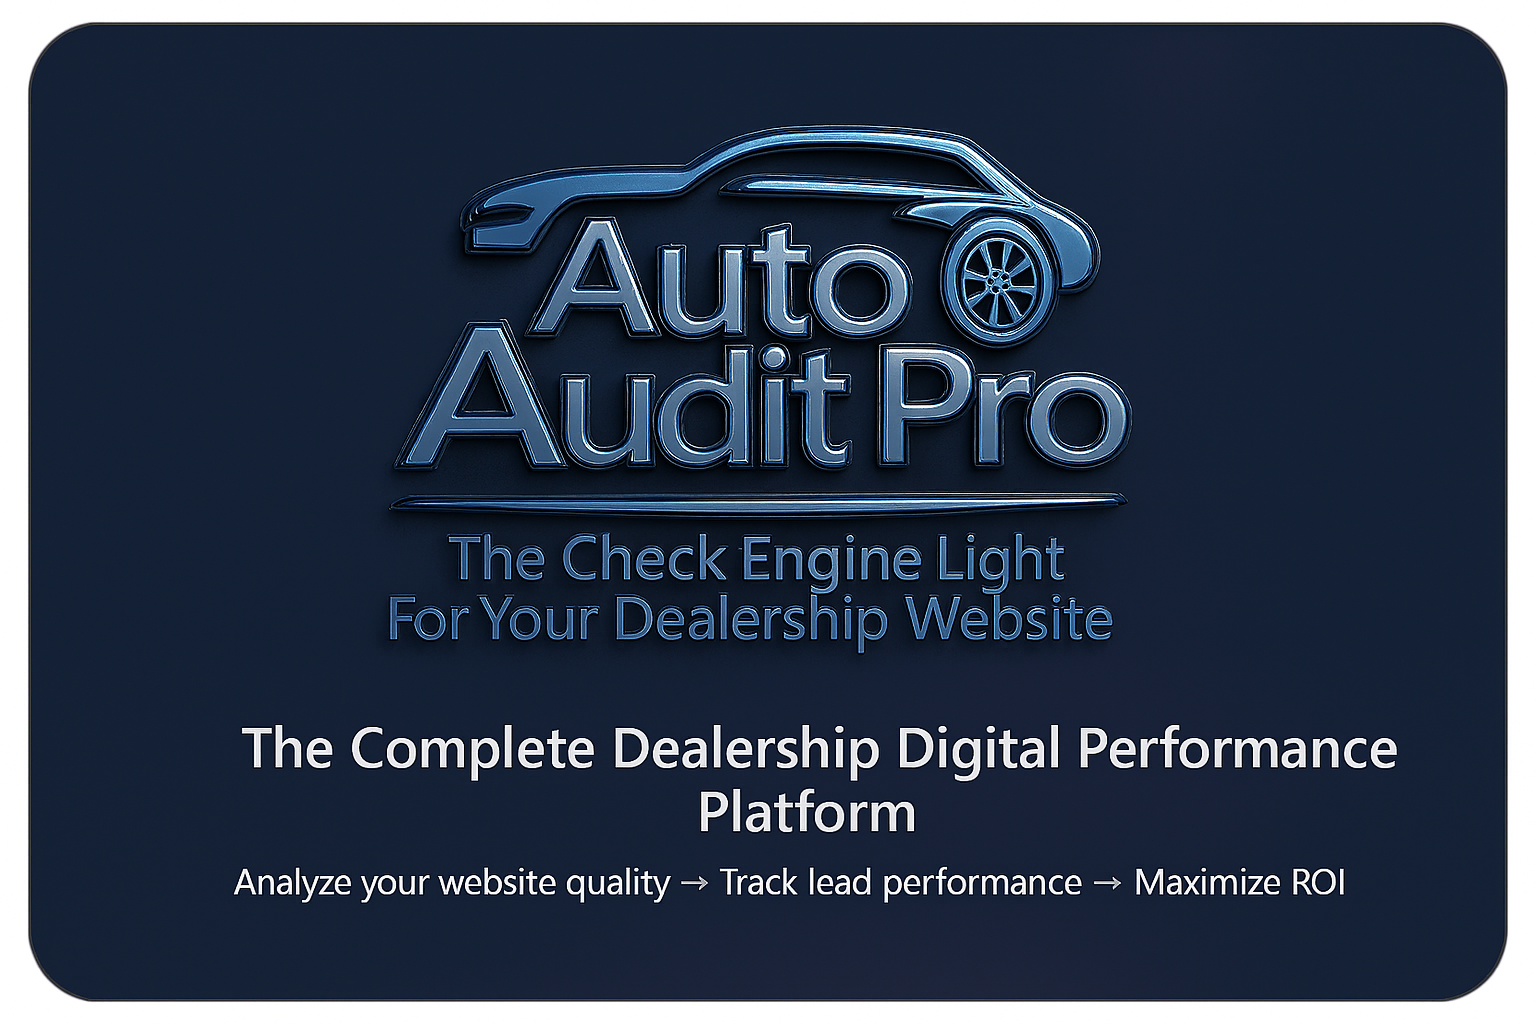 Auto
Audit Pro
The Check Engine Light
For Your Dealership Website
The Complete Dealership Digital Performance
Platform
Analyze your website quality → Track lead performance → Maximize ROI